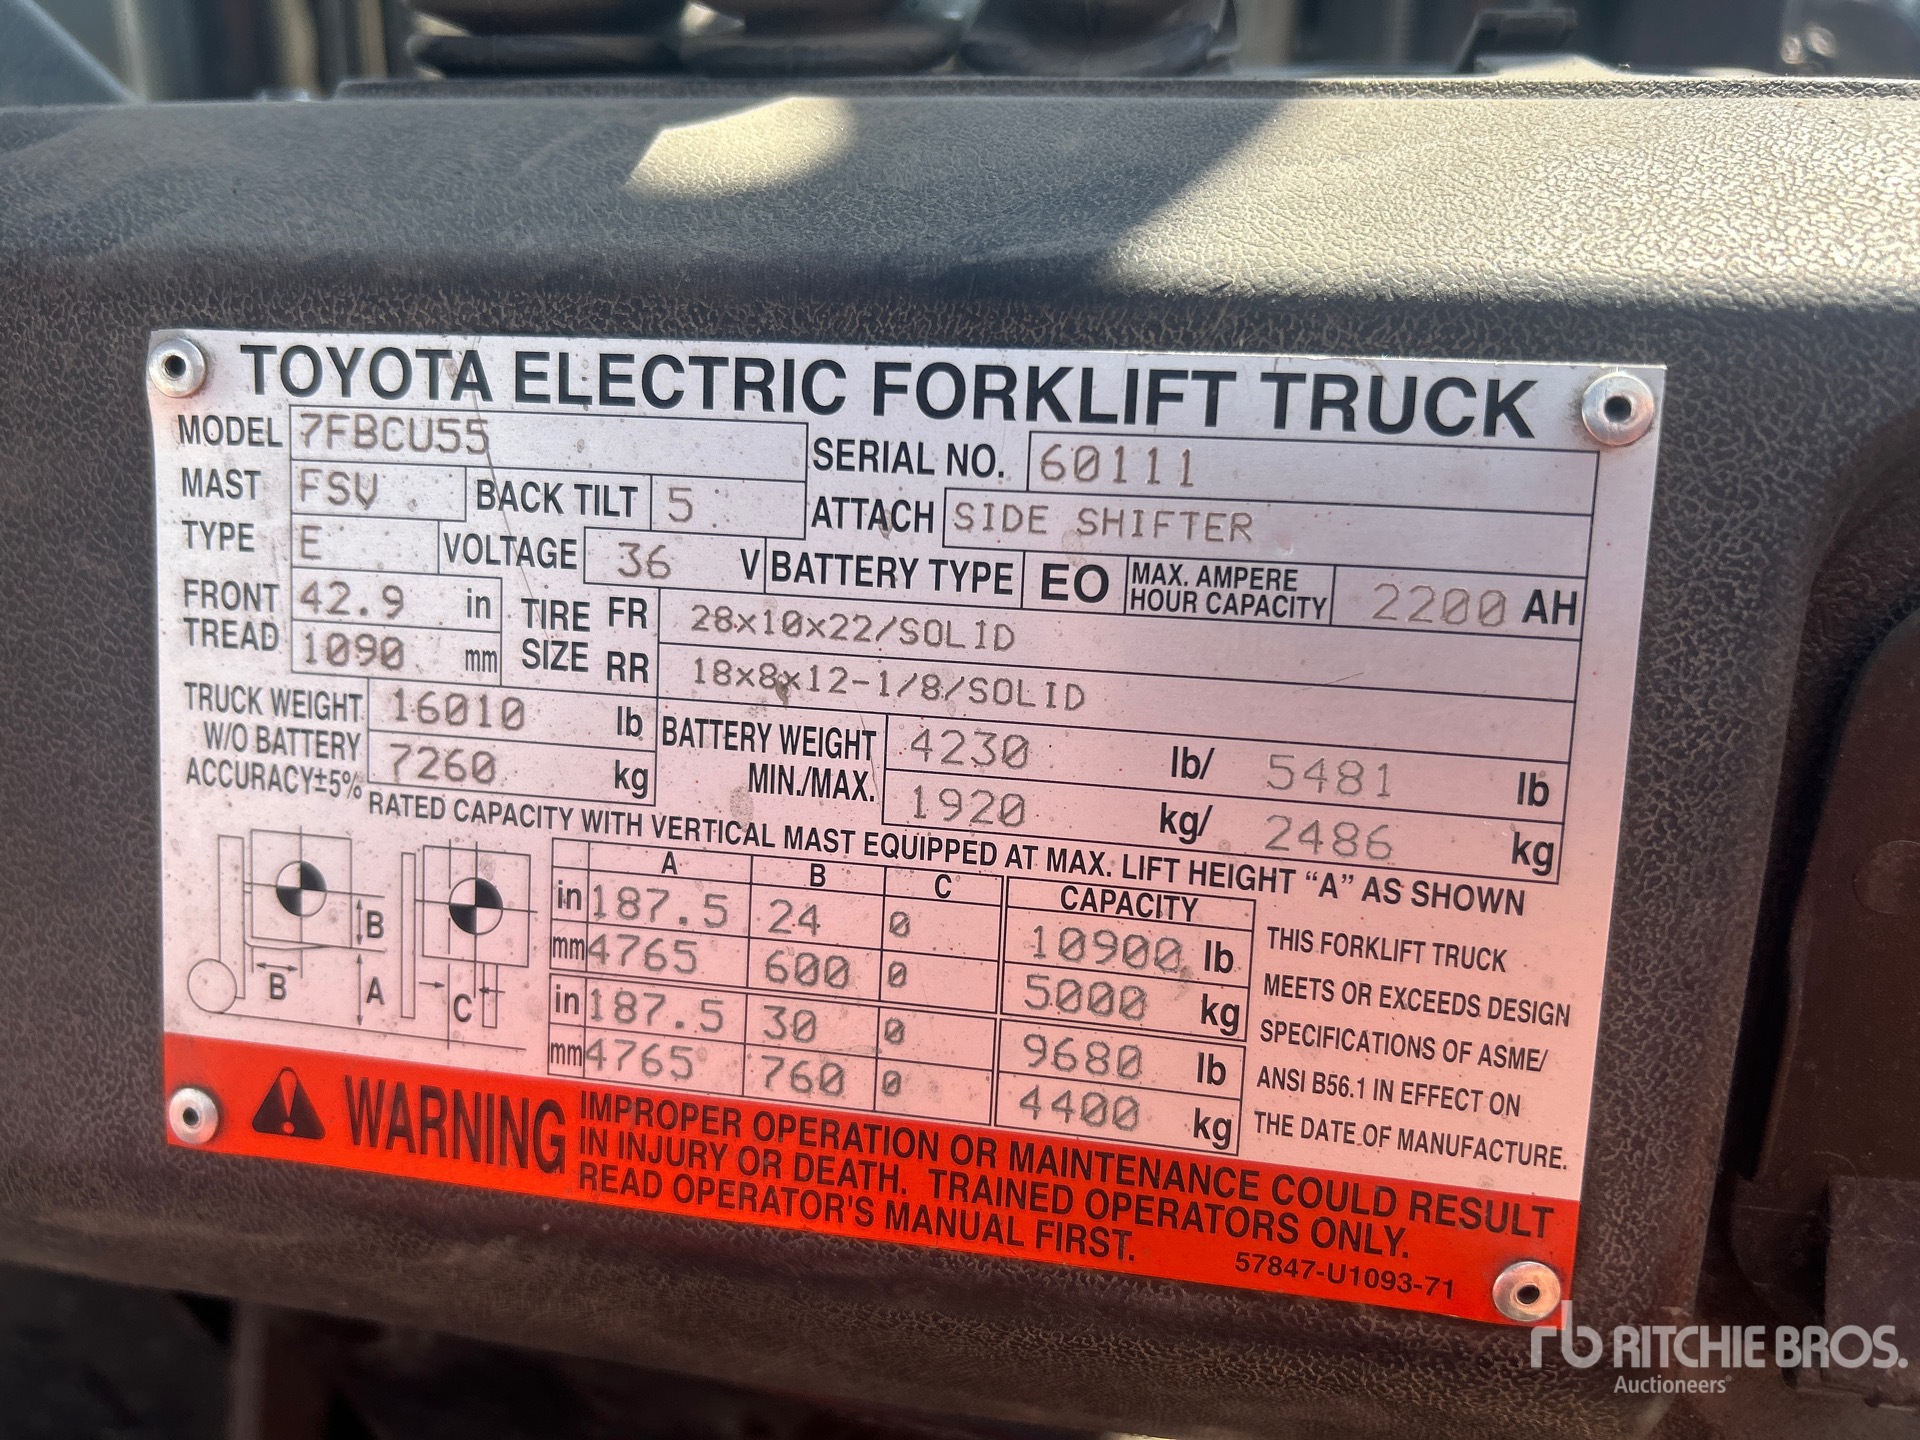 TOYOTA ELECTRIC FORKLIFT TRUCK
MODEL 7FBCU55 SERIAL NO. 60111
MAST FSV BACK TILT 5 ATTACH SIDE SHIFTER
TYPE E VOLTAGE 36 V BATTERY TYPE EO MAX. AMPERE HOUR CAPACITY 2200 AH
FRONT TREAD 42.9 in TIRE SIZE FR 28x10x22/SOLID
1090 mm RR 18x8x12-1/8/SOLID
TRUCK WEIGHT 16010 lb BATTERY WEIGHT 4230 lb/ 5481 lb
W/O BATTERY 7260 kg MIN./MAX. 1920 kg/ 2486 kg
ACCURACY±5%
RATED CAPACITY WITH VERTICAL MAST EQUIPPED AT MAX. LIFT HEIGHT "A" AS SHOWN
A B C CAPACITY
in 187.5 24 0 10900 lb
mm 4765 600 0 5000 kg
in 187.5 30 0 9680 lb
mm 4765 760 0 4400 kg
B
B A C
THIS FORKLIFT TRUCK
MEETS OR EXCEEDS DESIGN
SPECIFICATIONS OF ASME/
ANSI B56.1 IN EFFECT ON
THE DATE OF MANUFACTURE.
WARNING IMPROPER OPERATION OR MAINTENANCE COULD RESULT
IN INJURY OR DEATH. TRAINED OPERATORS ONLY.
READ OPERATOR'S MANUAL FIRST.
57847-U1093-71
rb RITCHIE BROS.
Auctioneers